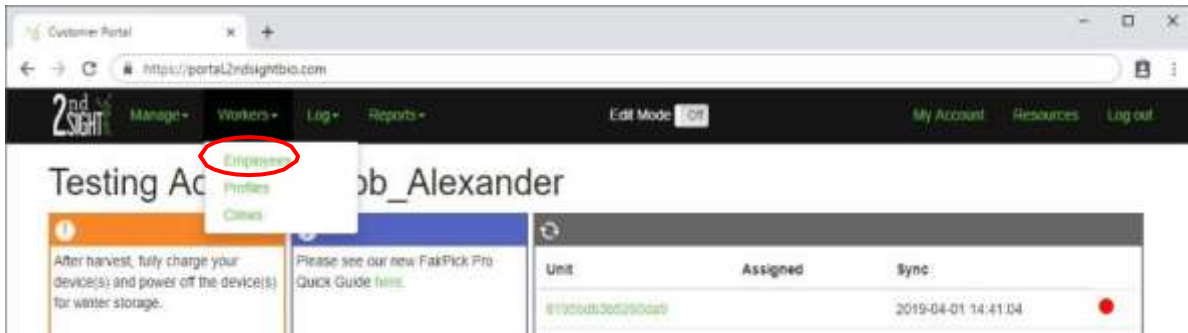 Customer Portal
https://portal.2ndsightbio.com
2nd SIGHT Manage Workers Log Reports Edit Mode Off My Account Resources Log out
Employees
Testing Ac ob_Alexander
Profiles
Crews
After harvest, fully charge your
device(s) and power off the device(s)
for winter storage.
Please see our new FairPick Pro
Quick Guide here.
Unit Assigned Sync
2019-04-01 14:41:04